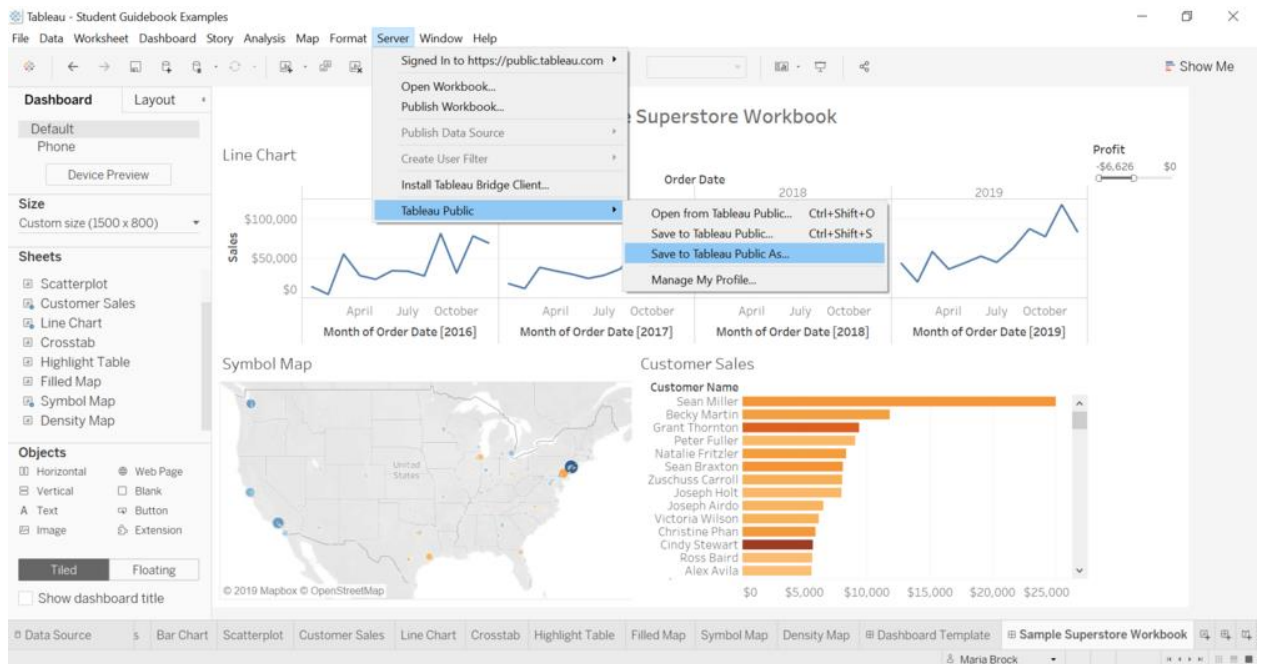 Tableau - Student Guidebook Examples
File Data Worksheet Dashboard Story Analysis Map Format Server Window Help
Show Me
Signed In to https://public.tableau.com
Open Workbook...
Publish Workbook...
Publish Data Source
Create User Filter
Install Tableau Bridge Client...
Tableau Public
Open from Tableau Public... Ctrl+Shift+O
Save to Tableau Public... Ctrl+Shift+S
Save to Tableau Public As...
Manage My Profile...
Dashboard Layout
Default
Phone
Device Preview
Size
Custom size (1500 x 800)
Sheets
Scatterplot
Customer Sales
Line Chart
Crosstab
Highlight Table
Filled Map
Symbol Map
Density Map
Objects
Horizontal Web Page
Vertical Blank
A Text Button
Image Extension
Tiled Floating
Show dashboard title
Superstore Workbook
Line Chart
Order Date
2018 2019
Profit
-$6,626 $0
Sales
$100,000
$50,000
$0
April July October April July October April July October April July October
Month of Order Date [2016] Month of Order Date [2017] Month of Order Date [2018] Month of Order Date [2019]
Symbol Map
United
States
© 2019 Mapbox © OpenStreetMap
Customer Sales
Customer Name
Sean Miller
Becky Martin
Grant Thornton
Peter Fuller
Natalie Fritzler
Sean Braxton
Zuschuss Carroll
Joseph Holt
Joseph Airdo
Victoria Wilson
Christine Phan
Cindy Stewart
Ross Baird
Alex Avila
$0 $5,000 $10,000 $15,000 $20,000 $25,000
Data Source s Bar Chart Scatterplot Customer Sales Line Chart Crosstab Highlight Table Filled Map Symbol Map Density Map Dashboard Template Sample Superstore Workbook
Maria Brock